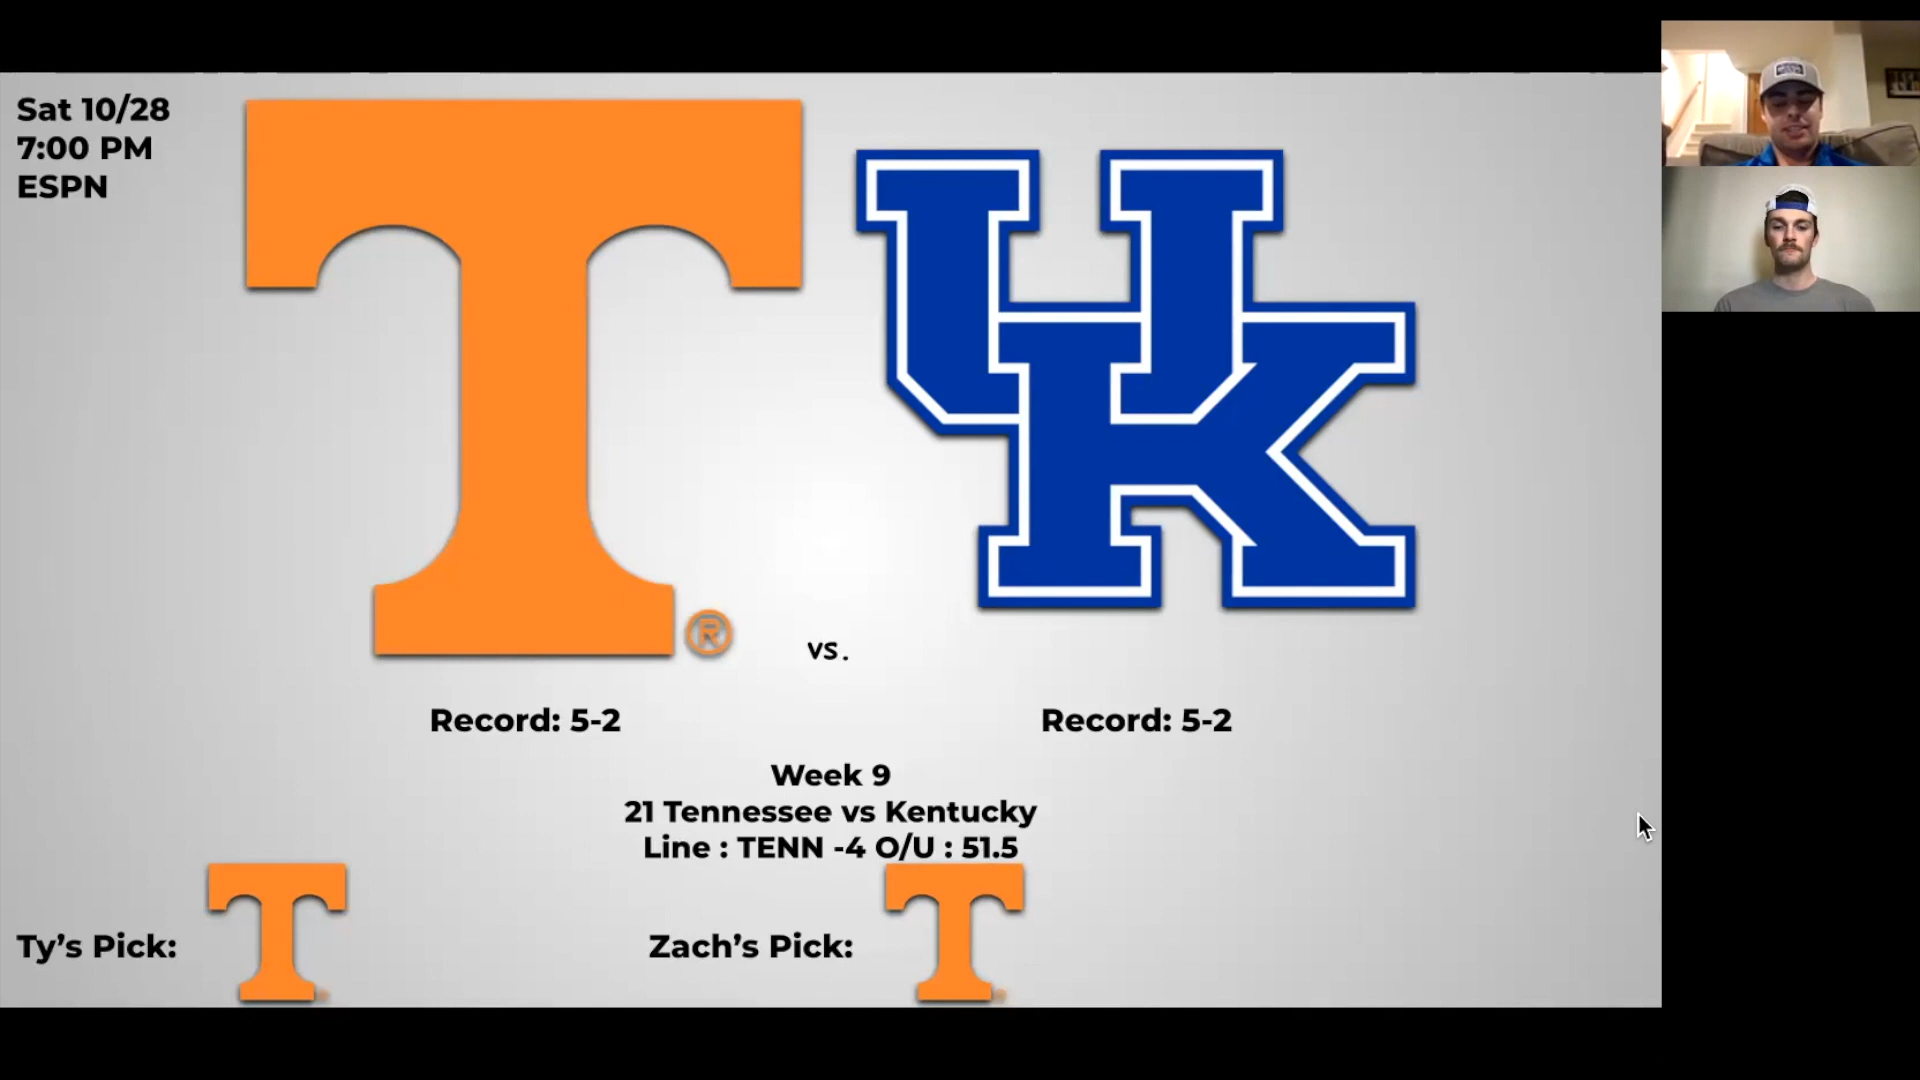 Sat 10/28
7:00 PM
ESPN
T
UK
®
vs.
Record: 5-2
Record: 5-2
Week 9
21 Tennessee vs Kentucky
Line : TENN -4 O/U : 51.5
Ty’s Pick:
T
Zach’s Pick:
T